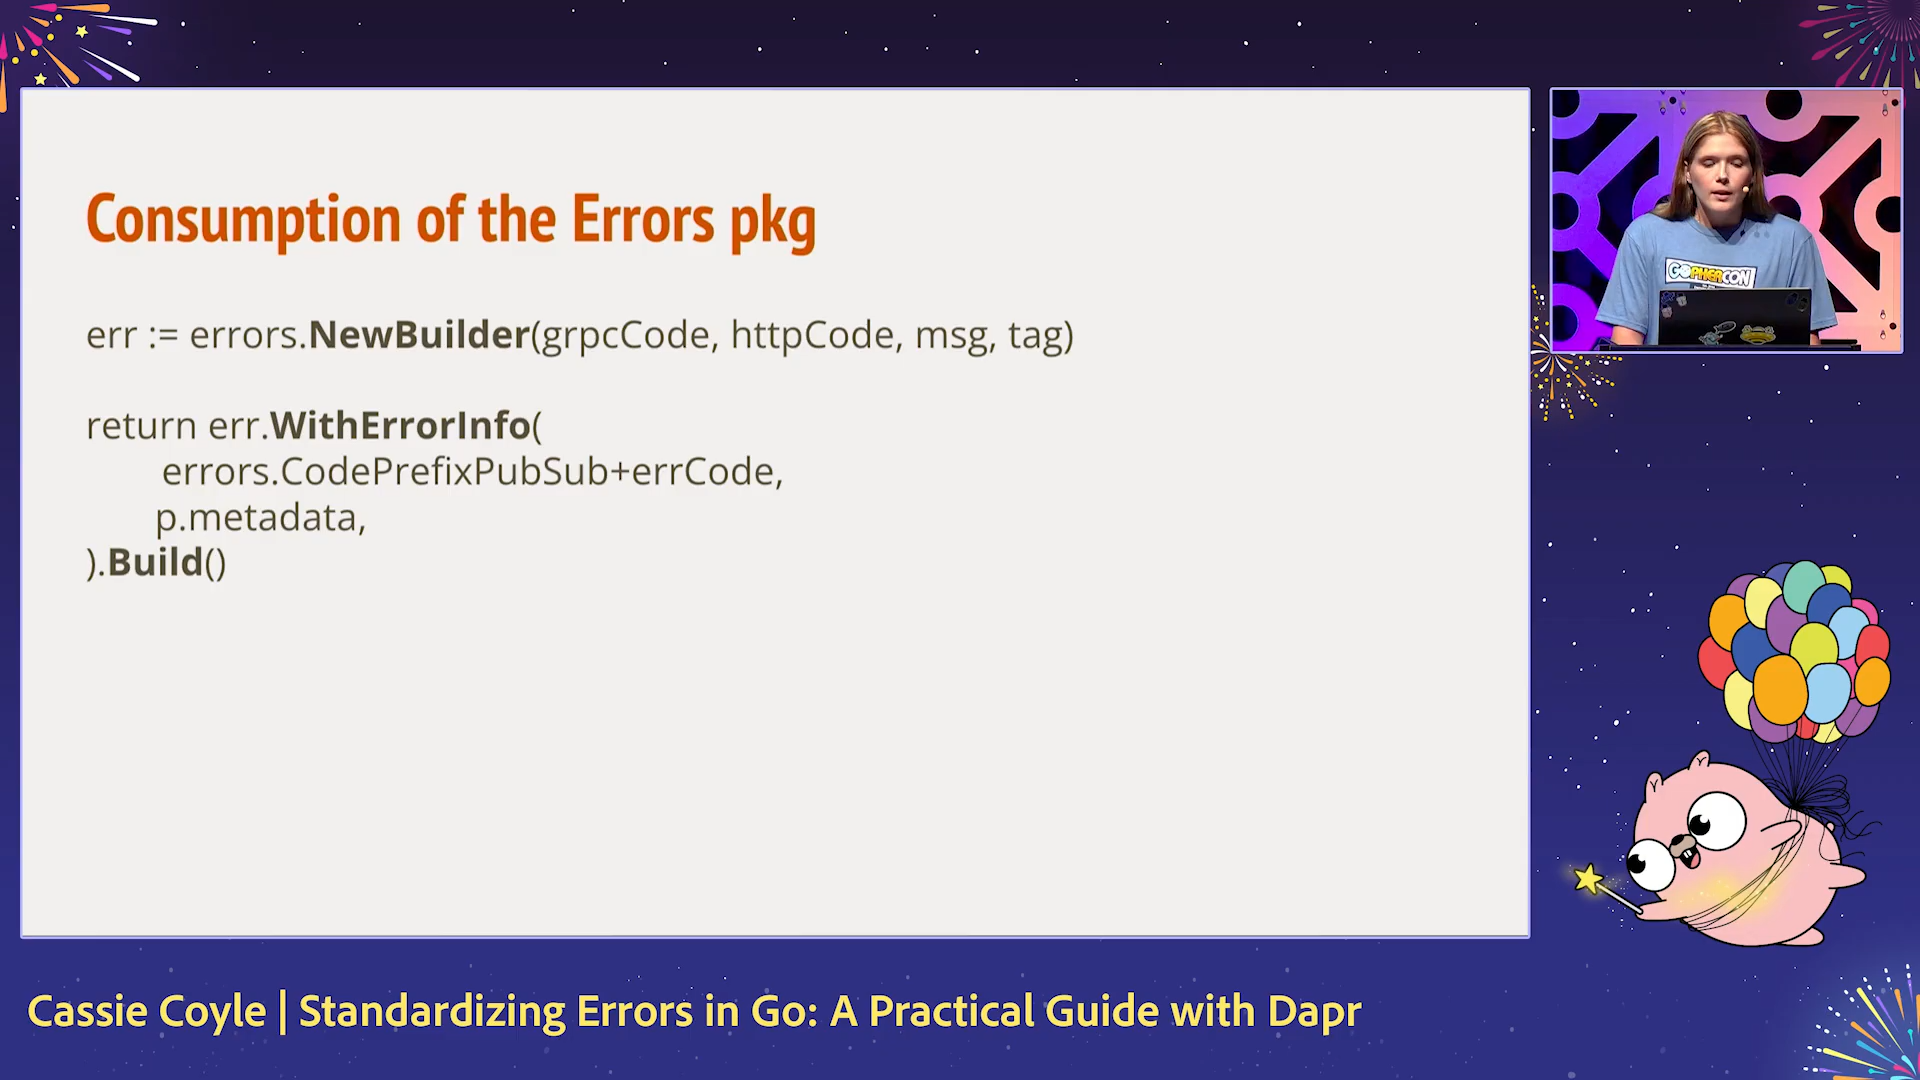 Consumption of the Errors pkg
err := errors.NewBuilder(grpcCode, httpCode, msg, tag)
return err.WithErrorInfo(
errors.CodePrefixPubSub+errCode,
p.metadata,
).Build()
GOPHERCON
Cassie Coyle | Standardizing Errors in Go: A Practical Guide with Dapr